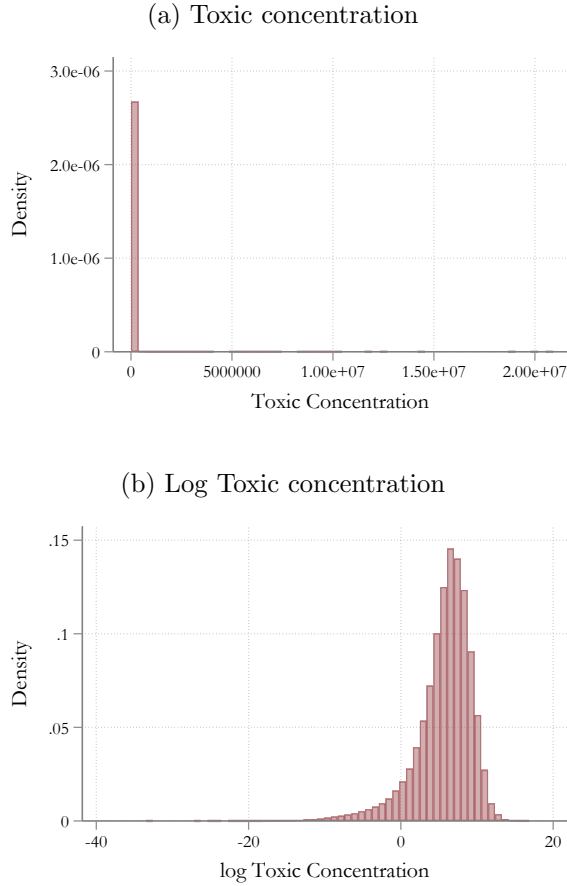 (a) Toxic concentration
3.0e-06
2.0e-06
1.0e-06
0
Density
0 5000000 1.00e+07 1.50e+07 2.00e+07
Toxic Concentration
(b) Log Toxic concentration
.15
.1
.05
0
Density
-40 -20 0 20
log Toxic Concentration